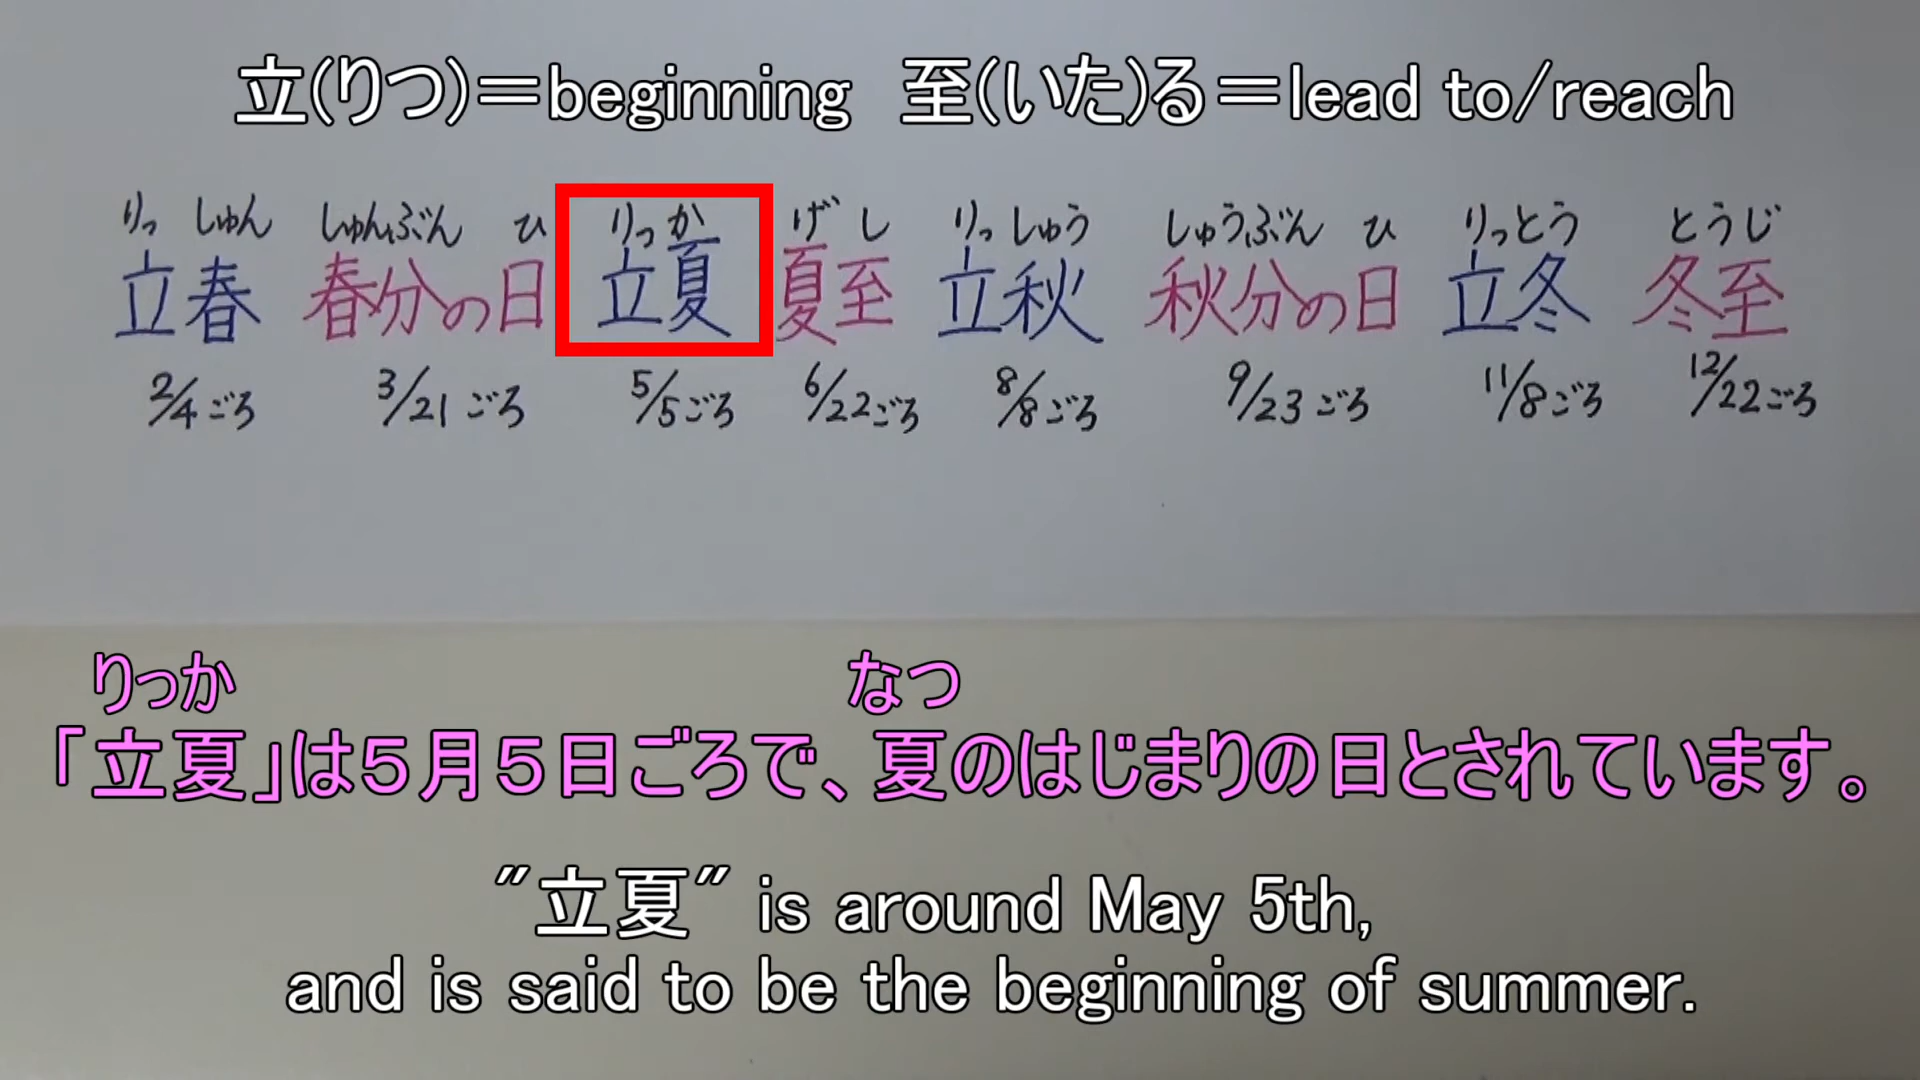 立(りつ)=beginning 至(いた)る=lead to/reach
りっしゅん しゅんぶん ひ りっか げし りっしゅう しゅうぶん ひ りっとう とうじ
立春 春分の日 立夏 夏至 立秋 秋分の日 立冬 冬至
2/4ごろ 3/21ごろ 5/5ごろ 6/22ごろ 8/8ごろ 9/23ごろ 11/8ごろ 12/22ごろ
りっか なつ
「立夏」は5月5日ごろで、夏のはじまりの日とされています。
"立夏" is around May 5th,
and is said to be the beginning of summer.